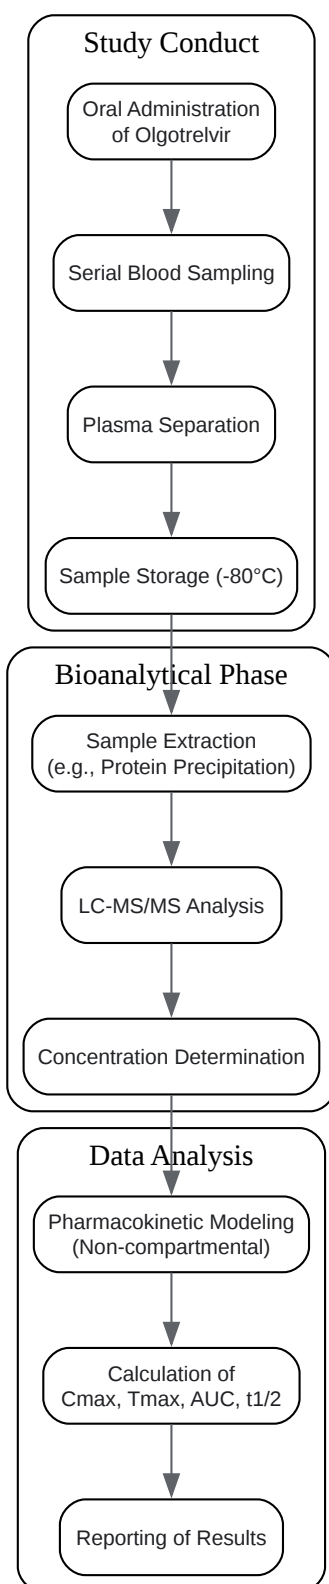 Study Conduct
Oral Administration
of Olgotrelvir
Serial Blood Sampling
Plasma Separation
Sample Storage (-80°C)
Bioanalytical Phase
Sample Extraction
(e.g., Protein Precipitation)
LC-MS/MS Analysis
Concentration Determination
Data Analysis
Pharmacokinetic Modeling
(Non-compartmental)
Calculation of
Cmax, Tmax, AUC, t1/2
Reporting of Results